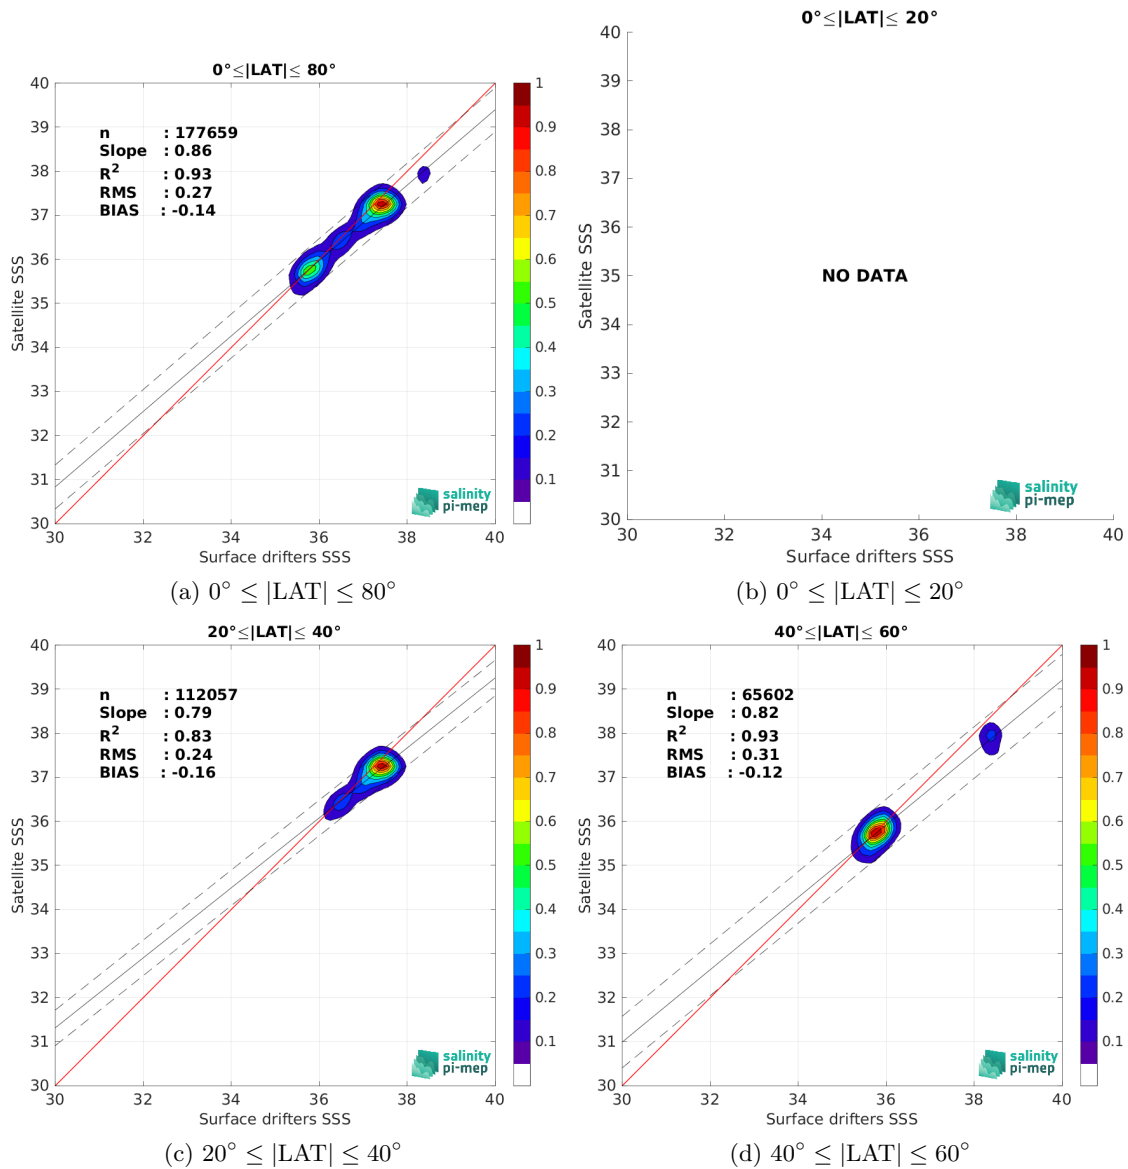 0°≤|LAT|≤ 80°
40
39
38
37
36
35
34
33
32
31
30
Satellite SSS
n : 177659
Slope : 0.86
R2 : 0.93
RMS : 0.27
BIAS : -0.14
salinity
pi-mep
30 32 34 36 38 40
Surface drifters SSS
1
0.9
0.8
0.7
0.6
0.5
0.4
0.3
0.2
0.1
(a) 0° ≤ |LAT| ≤ 80°
0°≤|LAT|≤ 20°
40
39
38
37
36
35
34
33
32
31
30
Satellite SSS
NO DATA
salinity
pi-mep
30 32 34 36 38 40
Surface drifters SSS
(b) 0° ≤ |LAT| ≤ 20°
20°≤|LAT|≤ 40°
40
39
38
37
36
35
34
33
32
31
30
Satellite SSS
n : 112057
Slope : 0.79
R2 : 0.83
RMS : 0.24
BIAS : -0.16
salinity
pi-mep
30 32 34 36 38 40
Surface drifters SSS
1
0.9
0.8
0.7
0.6
0.5
0.4
0.3
0.2
0.1
(c) 20° ≤ |LAT| ≤ 40°
40°≤|LAT|≤ 60°
40
39
38
37
36
35
34
33
32
31
30
Satellite SSS
n : 65602
Slope : 0.82
R2 : 0.93
RMS : 0.31
BIAS : -0.12
salinity
pi-mep
30 32 34 36 38 40
Surface drifters SSS
1
0.9
0.8
0.7
0.6
0.5
0.4
0.3
0.2
0.1
(d) 40° ≤ |LAT| ≤ 60°